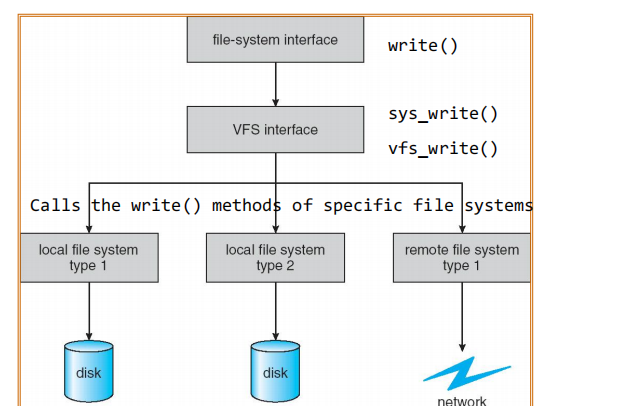 file-system interface
write()
VFS interface
sys_write()
vfs_write()
Calls the write() methods of specific file systems
local file system
type 1
local file system
type 2
remote file system
type 1
disk
disk
network